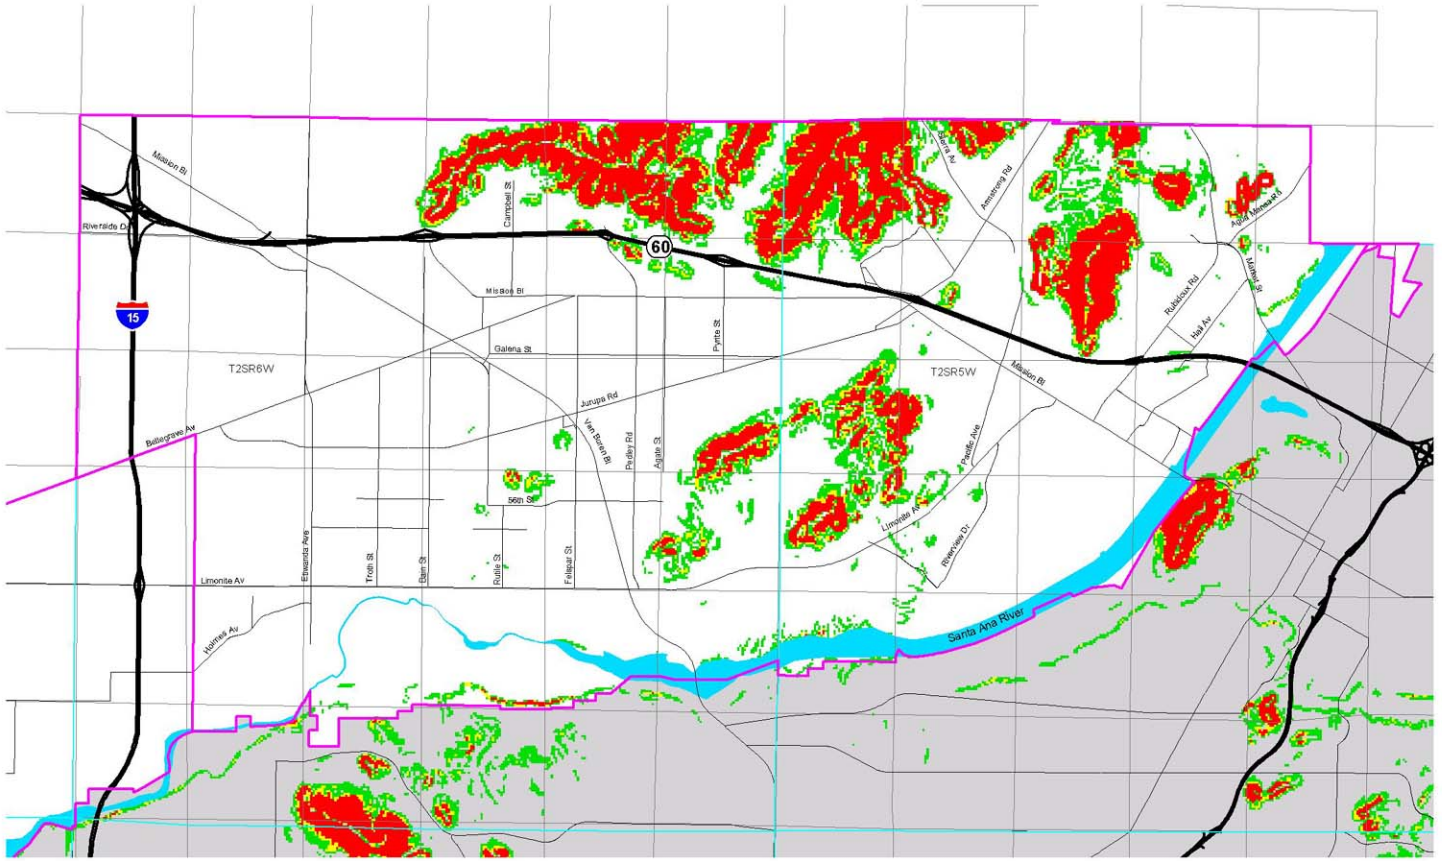 Mission Bl
Sierra Av
Armstrong Rd
Campbell St
Agua Mansa Rd
Riverside Dr
60
Market St
Rubidoux Rd
Mission Bl
15
Hall Av
Pyrite St
Galena St
T2SR6W
T2SR5W
Mission Bl
Jurupa Rd
Bellegrave Av
Van Buren Bl
Pedley Rd
Agate St
Pacific Ave
56th St
Limonite Av
Riverview Dr
Etiwanda Ave
Troth St
Bain St
Rutile St
Felspar St
Limonite Av
Holmes Av
Santa Ana River